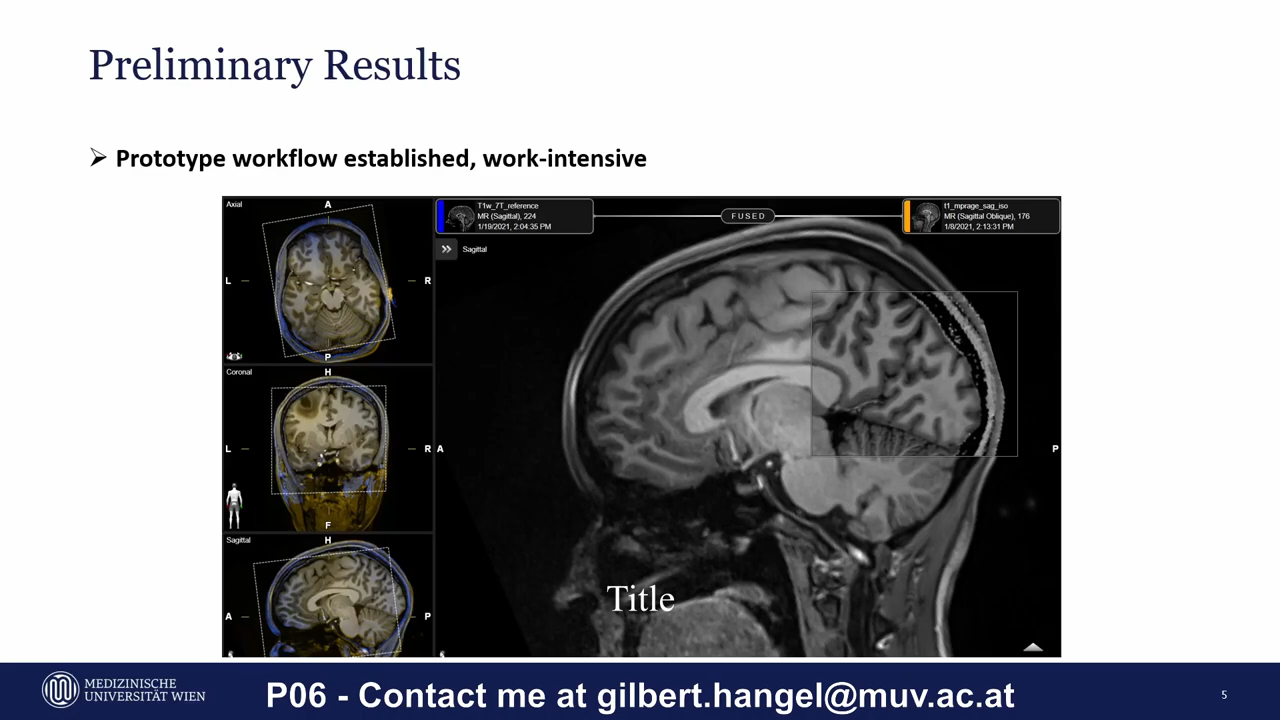 Preliminary Results
Prototype workflow established, work-intensive
Axial
A
L
R
P
Coronal
H
L
R
F
Sagittal
H
A
P
T1w_7T_reference
MR (Sagittal), 224
1/19/2021, 2:04:35 PM
FUSED
t1_mprage_sag_iso
MR (Sagittal Oblique), 176
1/8/2021, 2:13:31 PM
Sagittal
A
P
Title
MEDIZINISCHE
UNIVERSITÄT WIEN
P06 - Contact me at gilbert.hangel@muv.ac.at
5